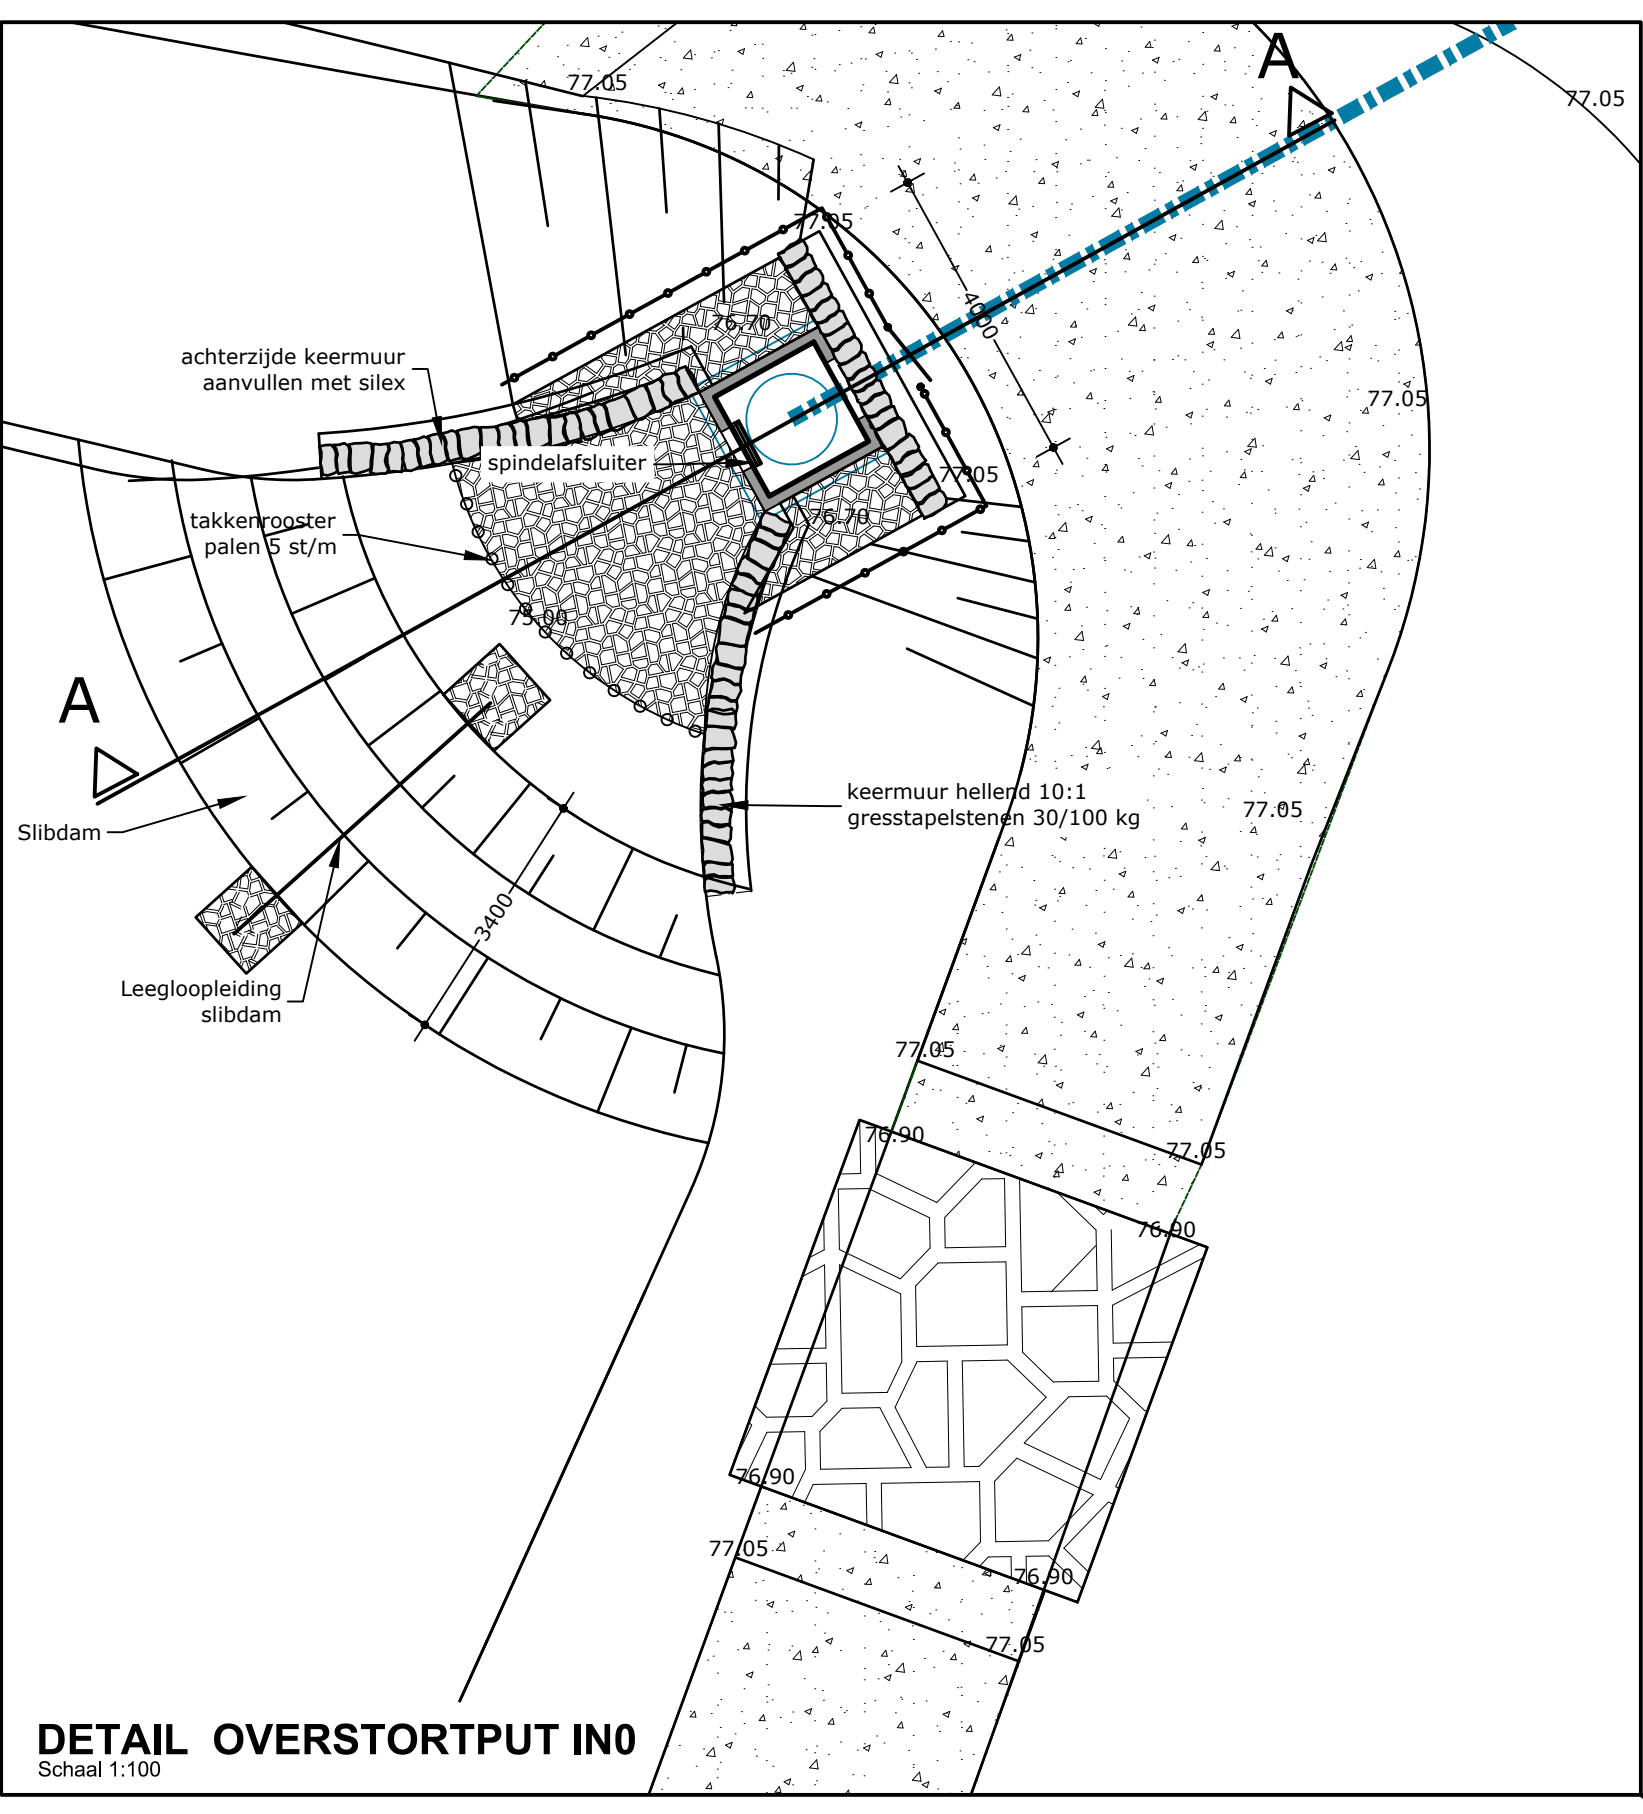 A
77.05
77.05
77.05
4000
76.70
achterzijde keermuur
aanvullen met silex
77.05
spindelafsluiter
77.05
takkenrooster
palen 5 st/m
76.70
75.00
A
keermuur hellend 10:1
gresstapelstenen 30/100 kg
77.05
Slibdam
3400
Leegloopleiding
slibdam
77.05
76.90
77.05
76.90
76.90
77.05
76.90
77.05
DETAIL OVERSTORTPUT IN0
Schaal 1:100